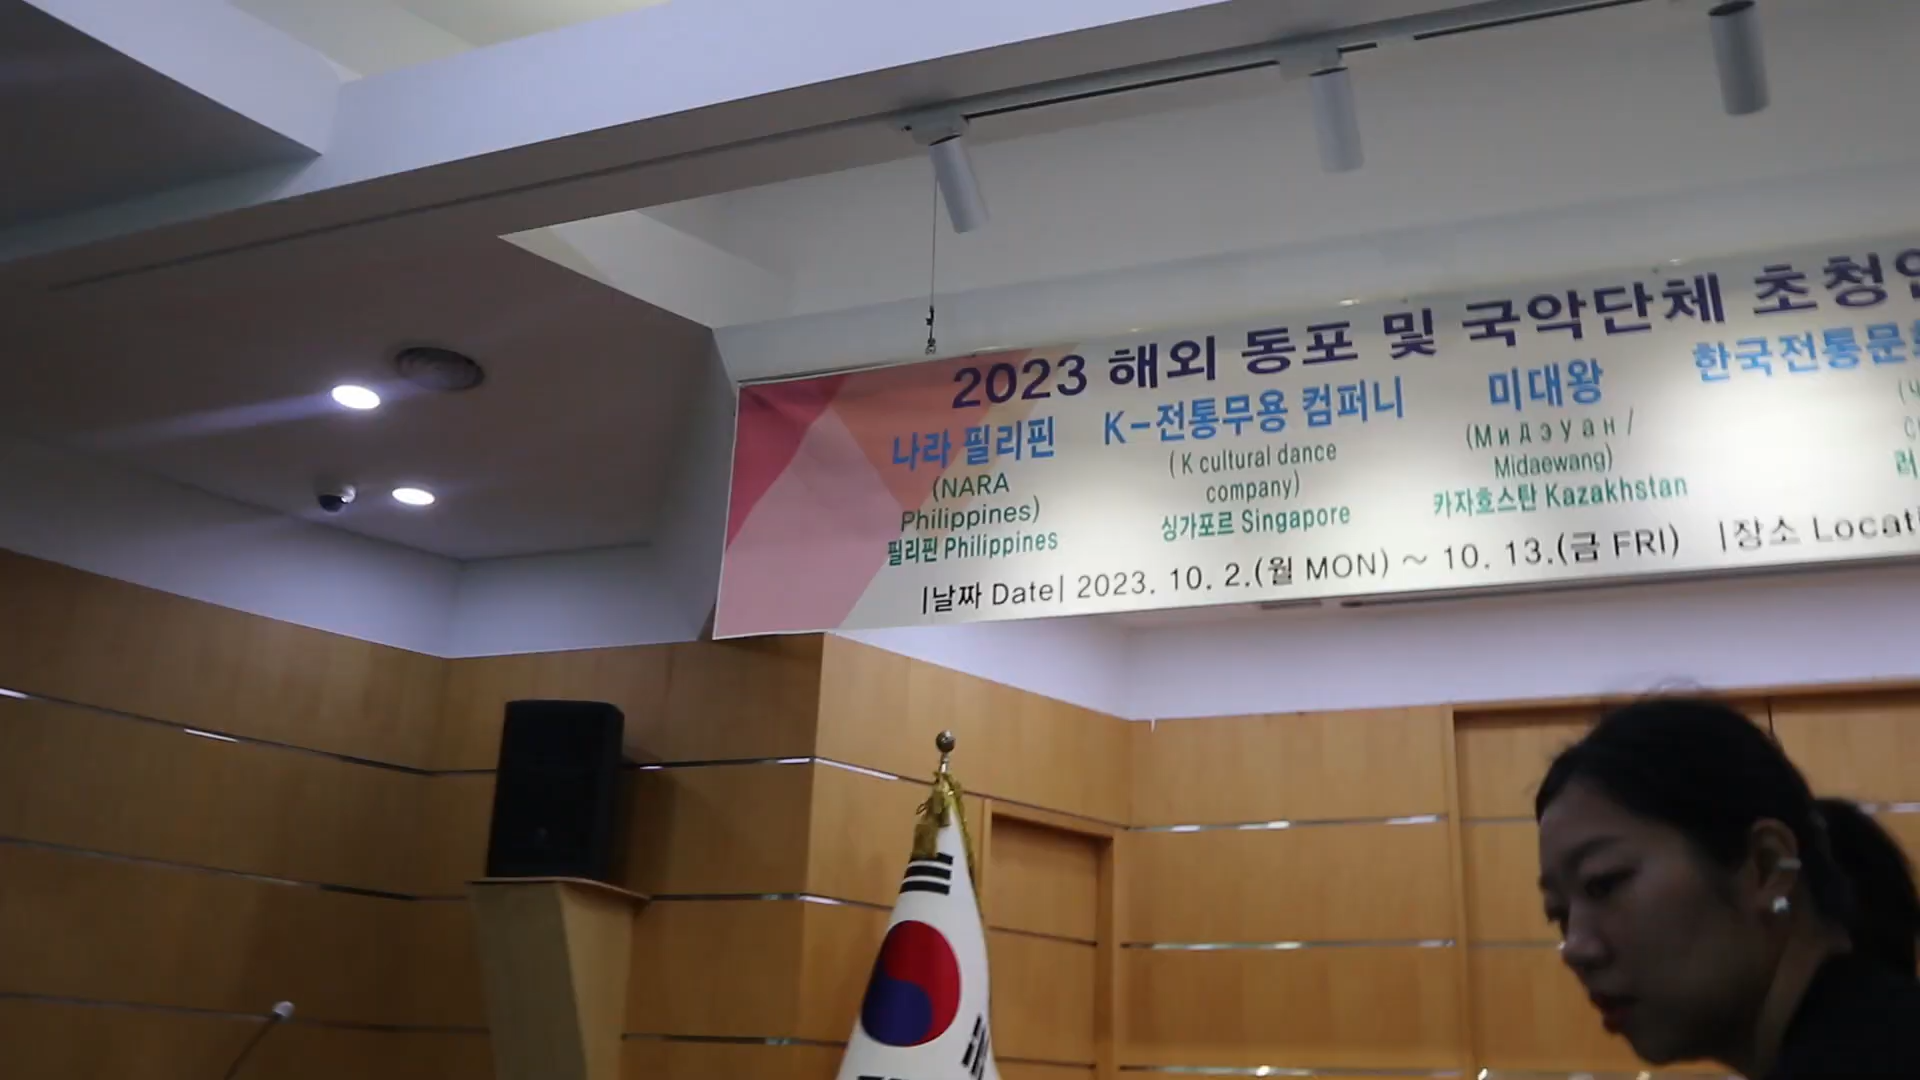 2023 해외 동포 및 국악단체 초청
나라 필리핀
(NARA
Philippines)
필리핀 Philippines
K-전통무용 컴퍼니
( K cultural dance
company)
싱가포르 Singapore
미대왕
(Мидэуан /
Midaewang)
카자흐스탄 Kazakhstan
한국전통문
|날짜 Date| 2023. 10. 2.(월 MON) ~ 10. 13.(금 FRI) |장소 Locati